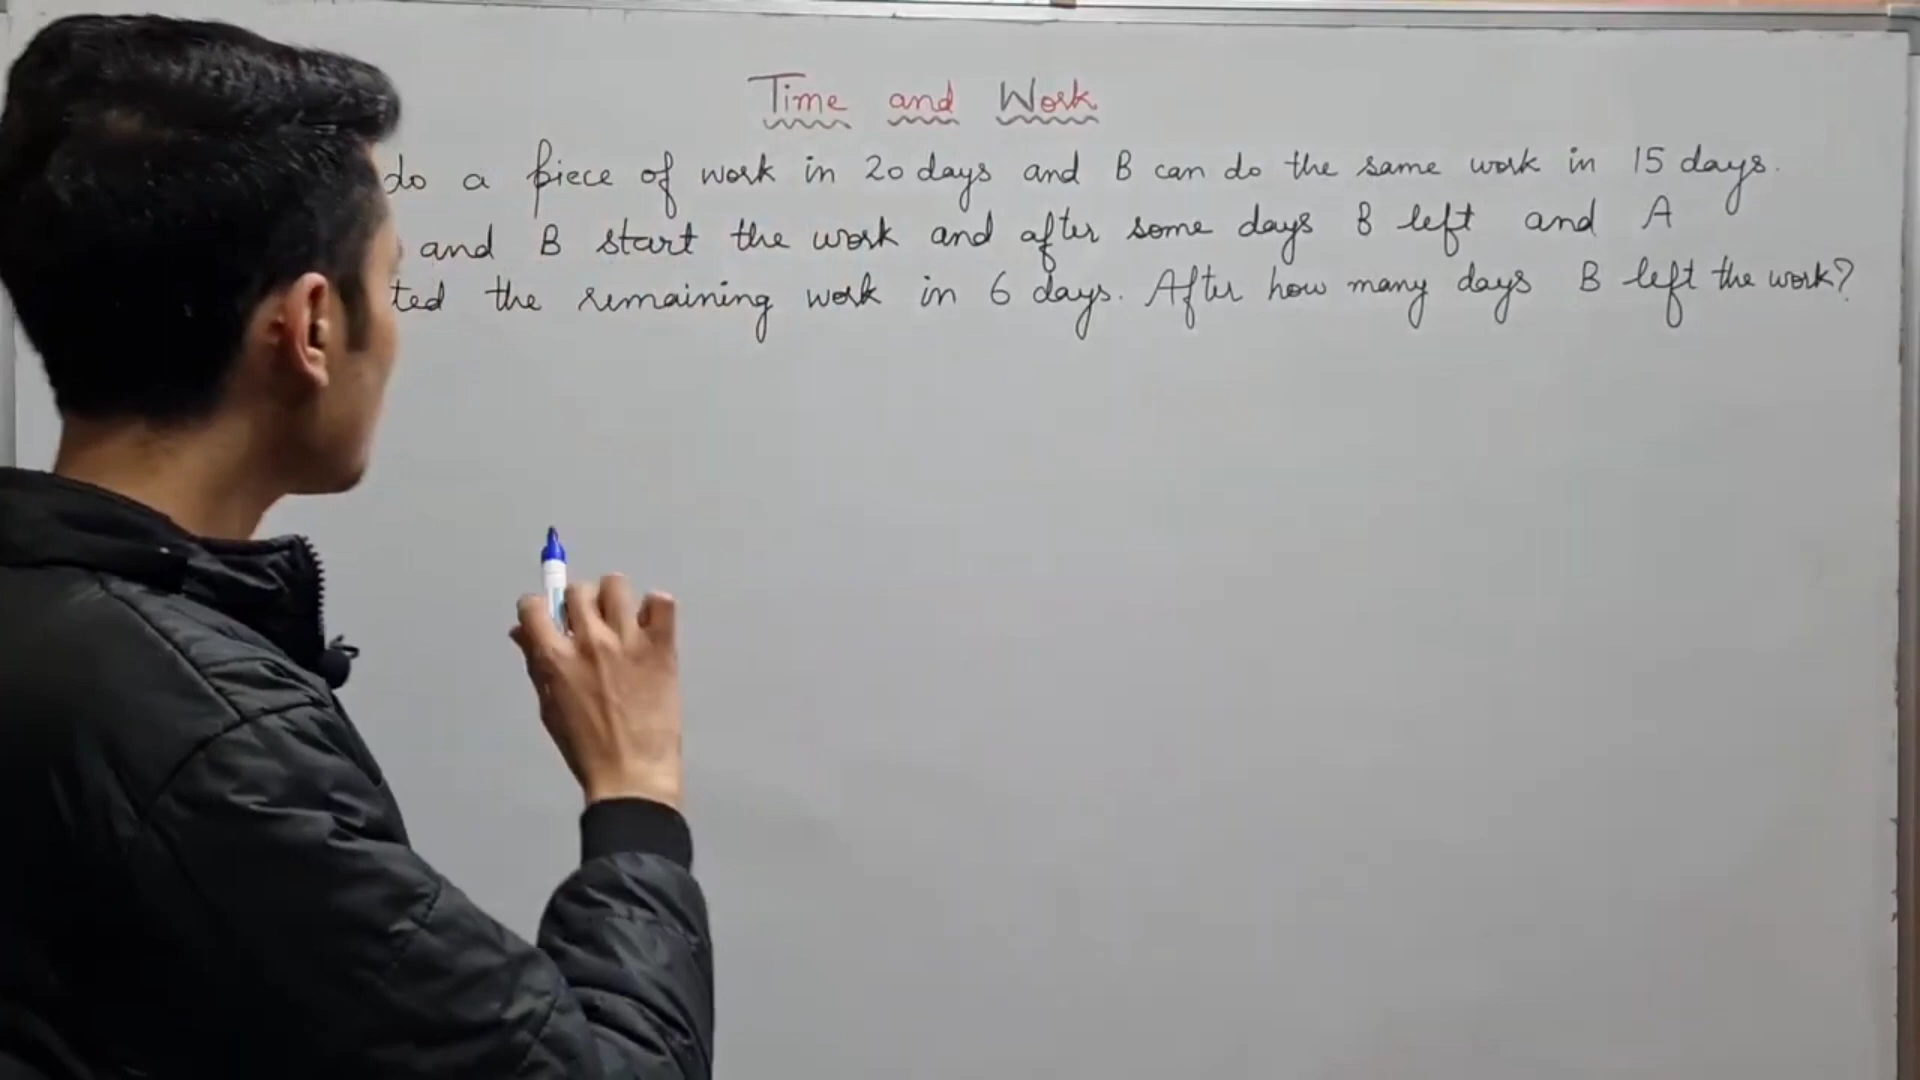 Time and Work
do a piece of work in 20 days and B can do the same work in 15 days.
and B start the work and after some days B left and A
ted the remaining work in 6 days. After how many days B left the work?